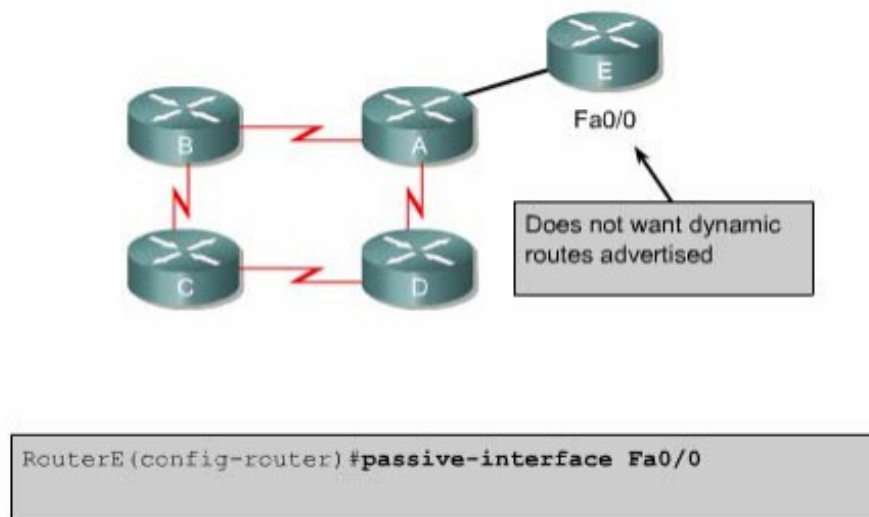 E
B
A
Fa0/0
Does not want dynamic
routes advertised
C
D
RouterE(config-router)#passive-interface Fa0/0